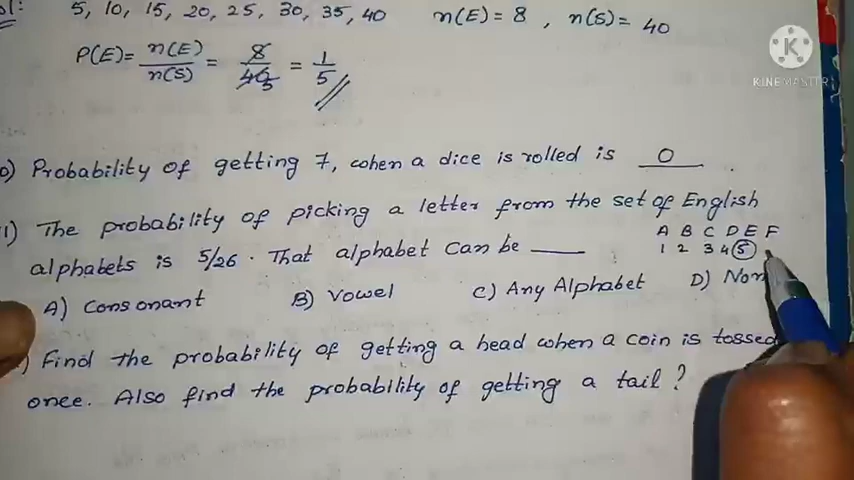 5, 10, 15, 20, 25, 30, 35, 40 n(E) = 8 , n(S) = 40
P(E) = n(E)/n(S) = 8/40 5 = 1/5
K
KINEMASTER
0) Probability of getting 7, when a dice is rolled is 0
1) The probability of picking a letter from the set of English
alphabets is 5/26. That alphabet can be ____
A B C D E F
1 2 3 4 5
A) Consonant B) Vowel C) Any Alphabet D) Non
) Find the probability of getting a head when a coin is tossed
once. Also find the probability of getting a tail?